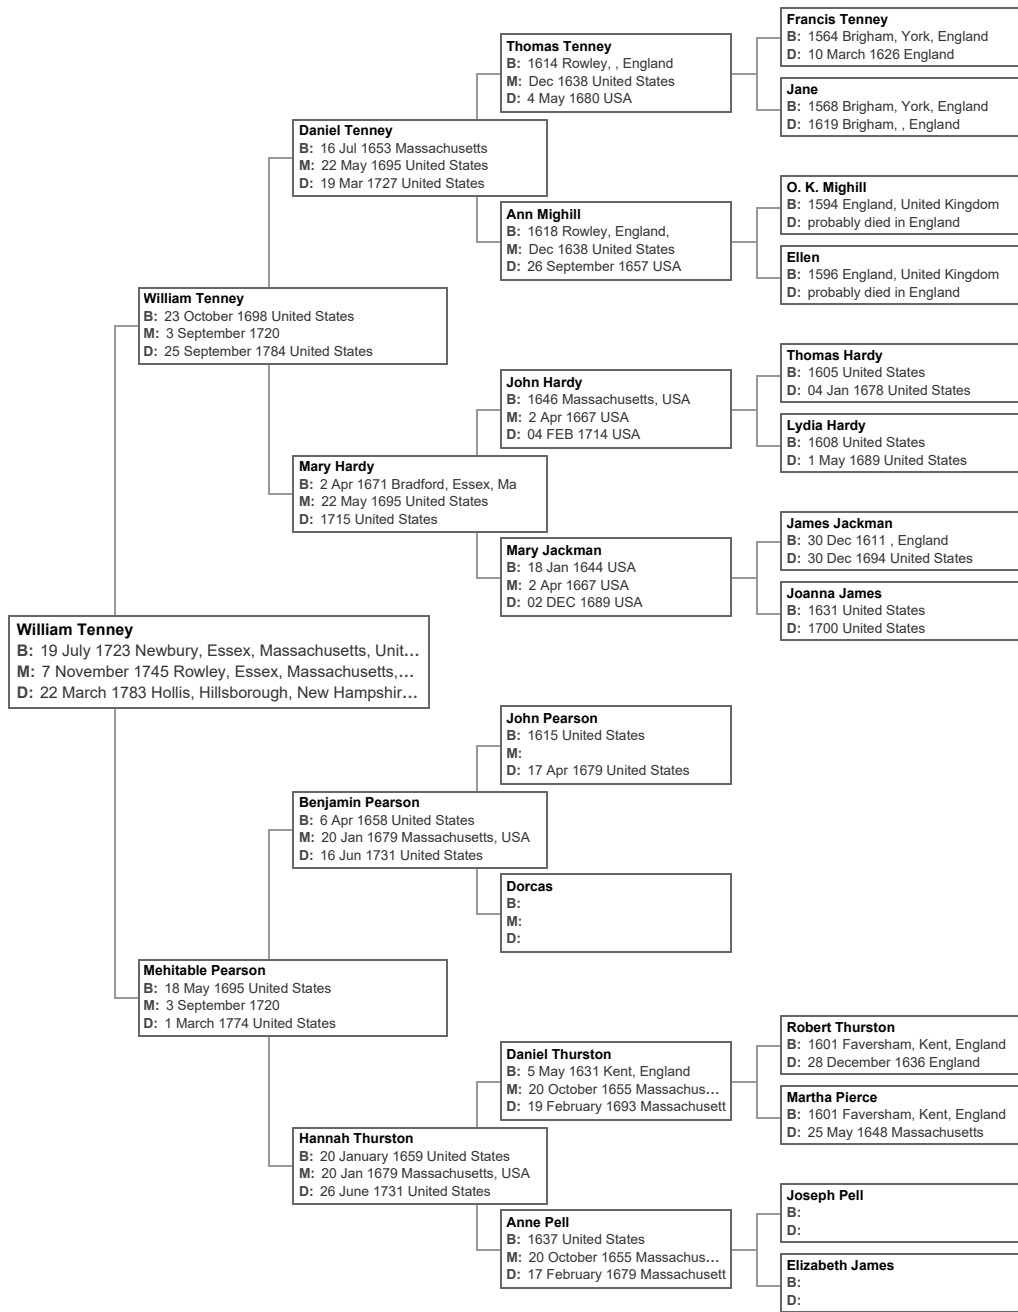 Francis Tenney
B: 1564 Brigham, York, England
D: 10 March 1626 England
Thomas Tenney
B: 1614 Rowley, , England
M: Dec 1638 United States
D: 4 May 1680 USA
Jane
B: 1568 Brigham, York, England
D: 1619 Brigham, , England
Daniel Tenney
B: 16 Jul 1653 Massachusetts
M: 22 May 1695 United States
D: 19 Mar 1727 United States
O. K. Mighill
B: 1594 England, United Kingdom
D: probably died in England
Ann Mighill
B: 1618 Rowley, England,
M: Dec 1638 United States
D: 26 September 1657 USA
Ellen
B: 1596 England, United Kingdom
D: probably died in England
William Tenney
B: 23 October 1698 United States
M: 3 September 1720
D: 25 September 1784 United States
Thomas Hardy
B: 1605 United States
D: 04 Jan 1678 United States
John Hardy
B: 1646 Massachusetts, USA
M: 2 Apr 1667 USA
D: 04 FEB 1714 USA
Lydia Hardy
B: 1608 United States
D: 1 May 1689 United States
Mary Hardy
B: 2 Apr 1671 Bradford, Essex, Ma
M: 22 May 1695 United States
D: 1715 United States
James Jackman
B: 30 Dec 1611 , England
D: 30 Dec 1694 United States
Mary Jackman
B: 18 Jan 1644 USA
M: 2 Apr 1667 USA
D: 02 DEC 1689 USA
Joanna James
B: 1631 United States
D: 1700 United States
William Tenney
B: 19 July 1723 Newbury, Essex, Massachusetts, Unit...
M: 7 November 1745 Rowley, Essex, Massachusetts,...
D: 22 March 1783 Hollis, Hillsborough, New Hampshir...
John Pearson
B: 1615 United States
M:
D: 17 Apr 1679 United States
Benjamin Pearson
B: 6 Apr 1658 United States
M: 20 Jan 1679 Massachusetts, USA
D: 16 Jun 1731 United States
Dorcas
B:
M:
D:
Mehitable Pearson
B: 18 May 1695 United States
M: 3 September 1720
D: 1 March 1774 United States
Robert Thurston
B: 1601 Faversham, Kent, England
D: 28 December 1636 England
Daniel Thurston
B: 5 May 1631 Kent, England
M: 20 October 1655 Massachus...
D: 19 February 1693 Massachusett
Martha Pierce
B: 1601 Faversham, Kent, England
D: 25 May 1648 Massachusetts
Hannah Thurston
B: 20 January 1659 United States
M: 20 Jan 1679 Massachusetts, USA
D: 26 June 1731 United States
Joseph Pell
B:
D:
Anne Pell
B: 1637 United States
M: 20 October 1655 Massachus...
D: 17 February 1679 Massachusett
Elizabeth James
B:
D: